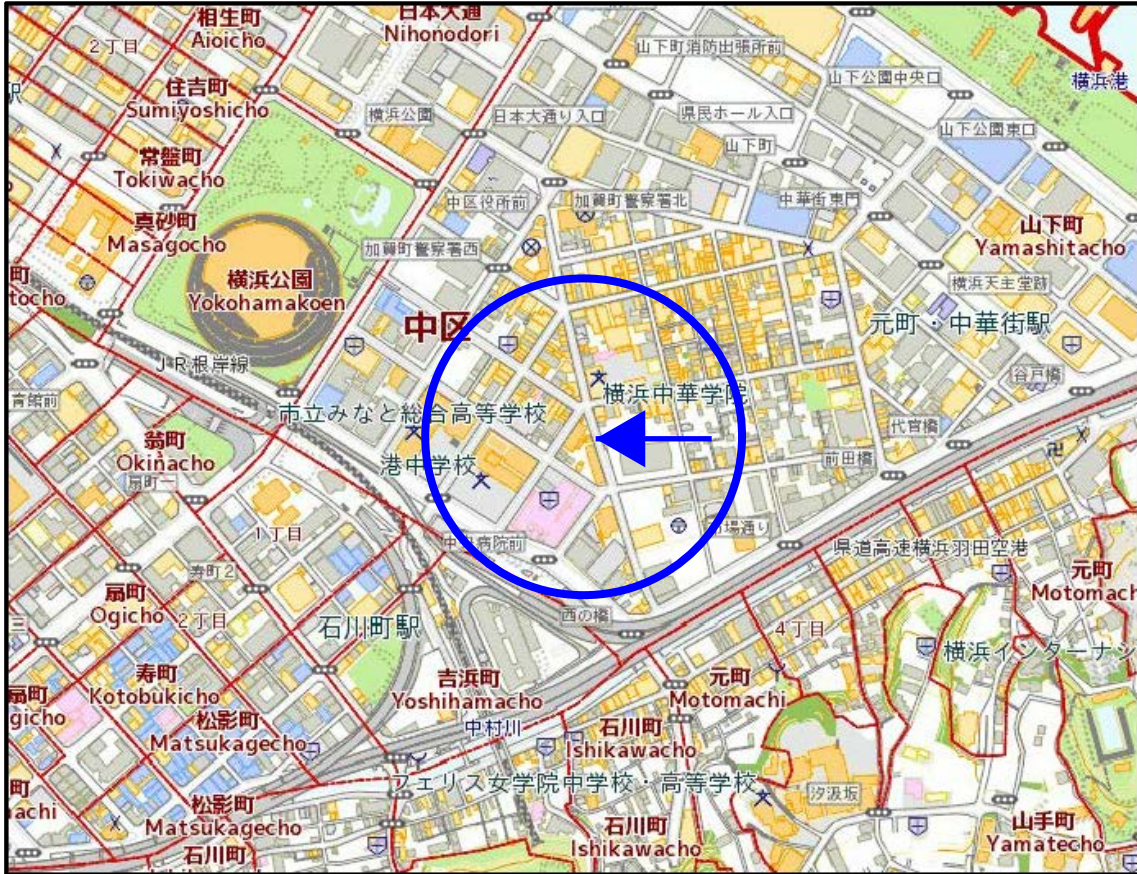 相生町
Aioicho
2丁目
日本大通
Nihonodori
山下町消防出張所前
山下公園中央口
横浜港
住吉町
Sumiyoshicho
横浜公園
日本大通り入口
県民ホール入口
山下公園東口
山下町
常盤町
Tokiwacho
中区役所前
加賀町警察署北
中華街東門
真砂町
Masagocho
加賀町警察署西
山下町
Yamashitacho
町
tocho
横浜公園
Yokohamakoen
横浜天主堂跡
中区
元町・中華街駅
JR根岸線
谷戸橋
横浜中華学院
市立みなと総合高等学校
代官橋
翁町
Okinacho
扇町一
港中学校
前田橋
1丁目
中央病院前
県道高速横浜羽田空港
寿町2
元町
Motomach
扇町
Ogicho
2丁目
石川町駅
西の橋
4丁目
横浜インターナシ
寿町
Kotobukicho
吉浜町
Yoshihamacho
元町
Motomachi
扇町
gicho
松影町
Matsukagecho
中村川
石川町
Ishikawacho
フェリス女学院中学校・高等学校
汐汲坂
町
achi
松影町
Matsukagecho
石川町
Ishikawacho
山手町
Yamatecho
石川町